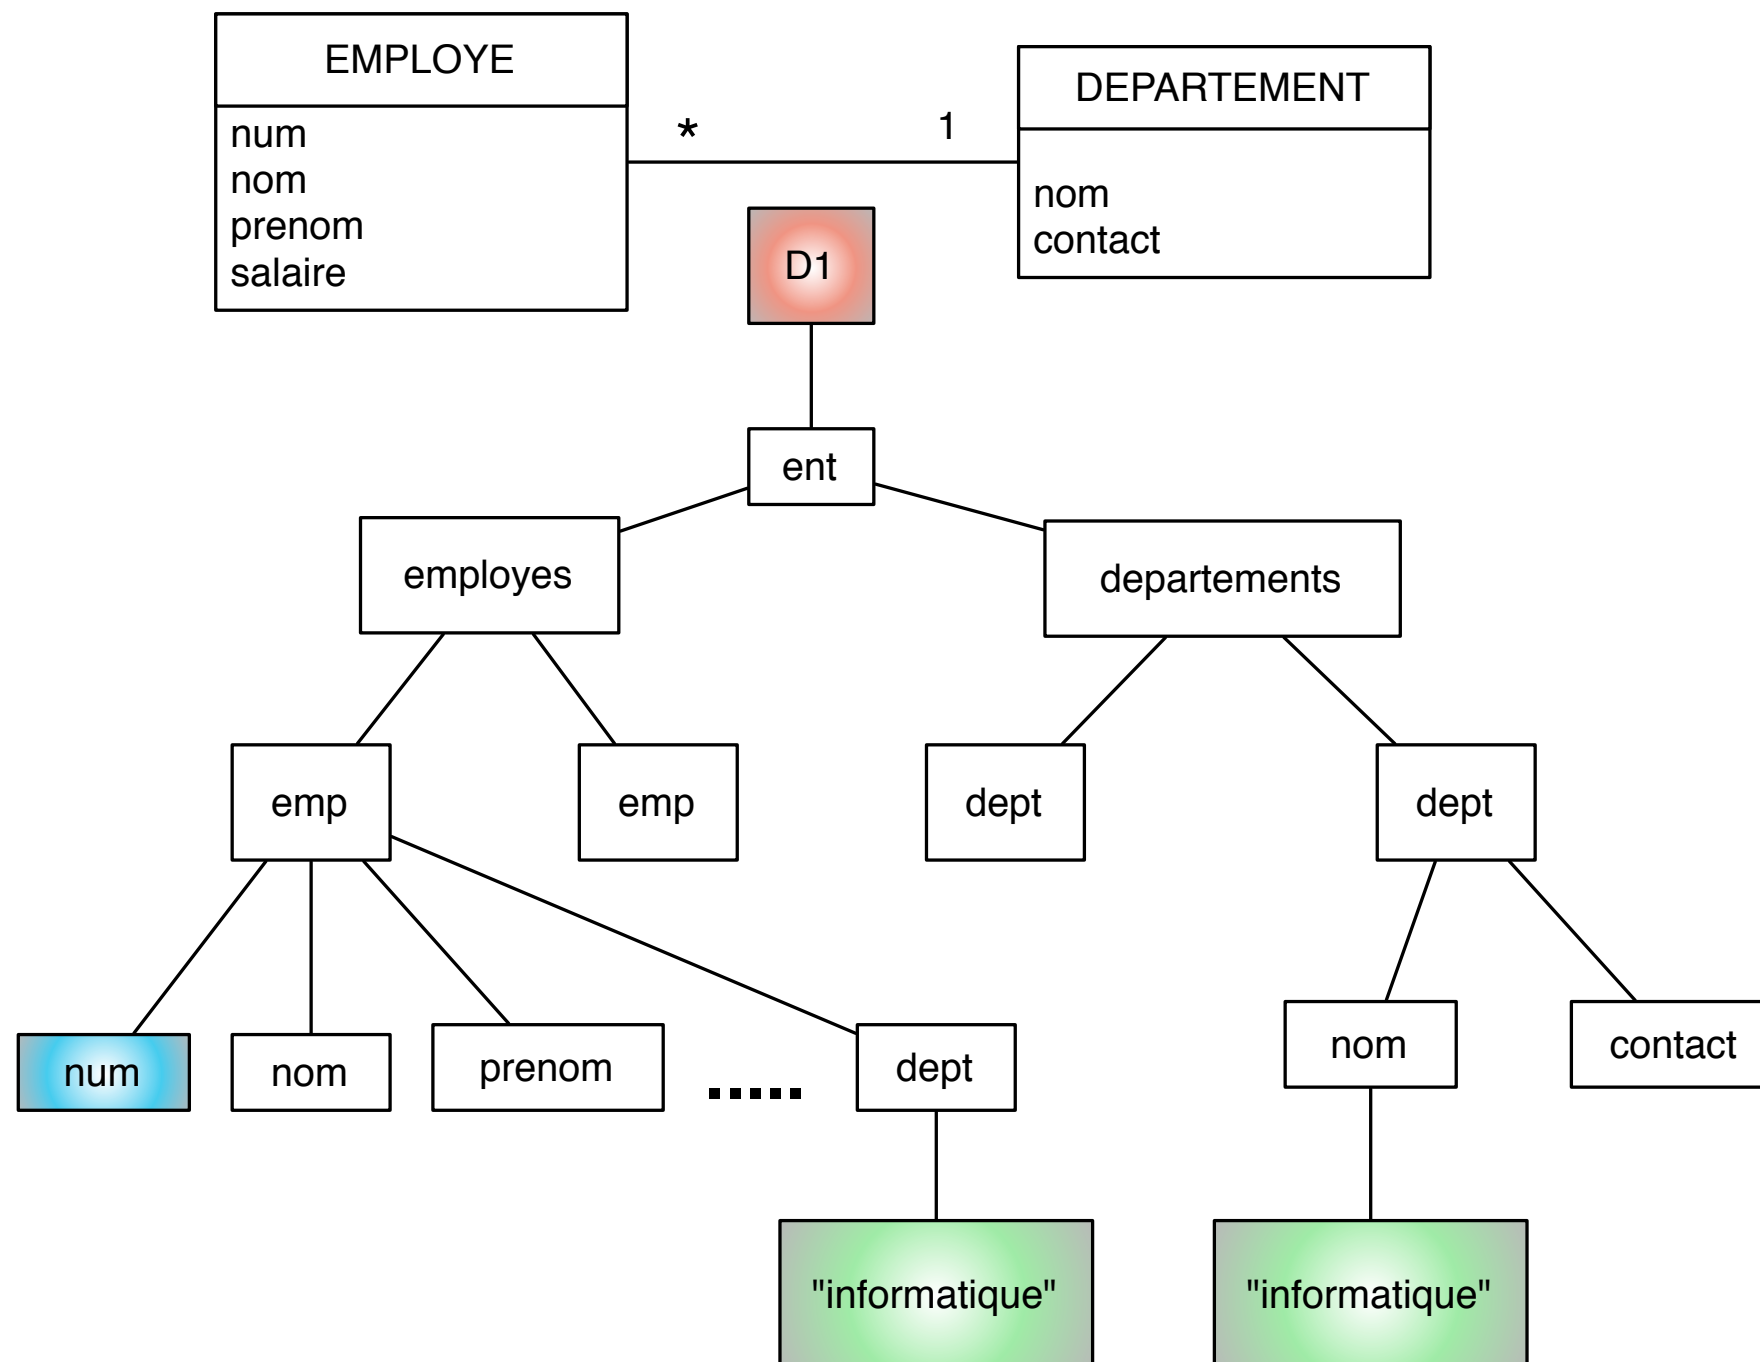 EMPLOYE
num
nom
prenom
salaire
* 1
DEPARTEMENT
nom
contact
D1
ent
employes departements
emp emp dept dept
num nom prenom ..... dept nom contact
"informatique" "informatique"